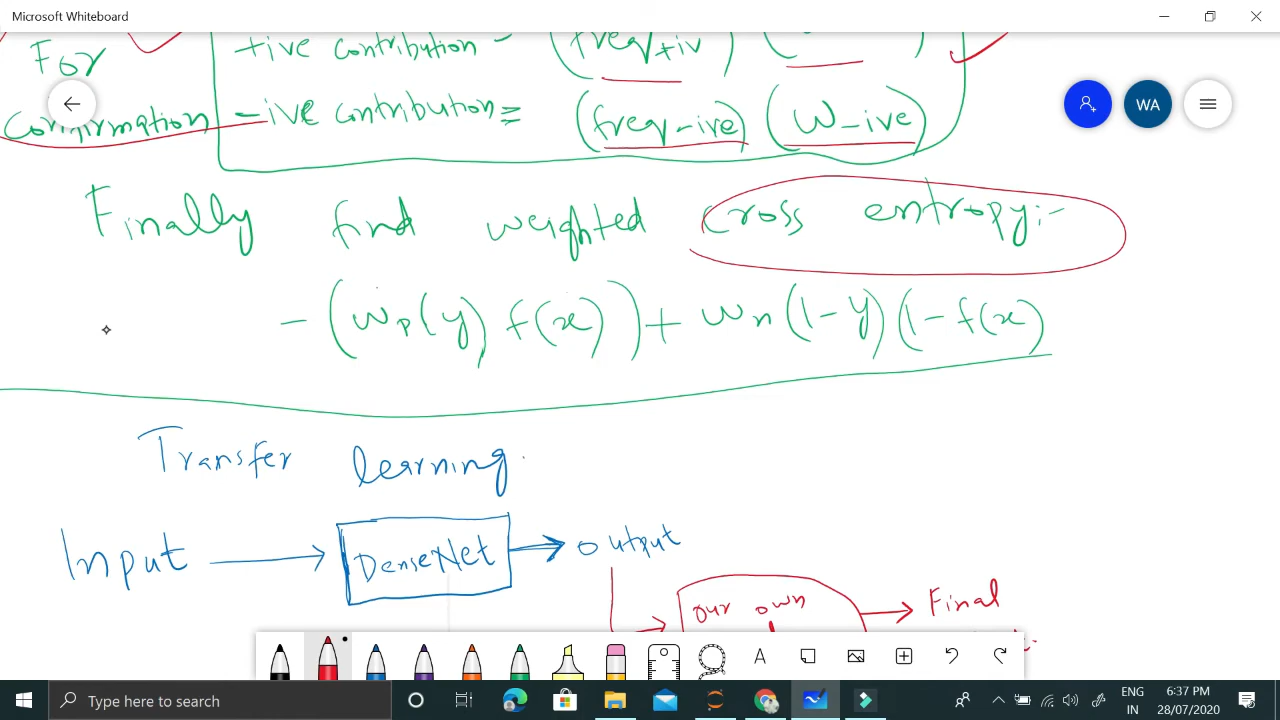 Microsoft Whiteboard
For
+ive contribution -
(freq +iv)
Confirmation
-ive contribution =
(freq -ive) (W -ive)
WA
Finally find weighted cross entropy:-
- (wp(y) f(x)) + wn (1-y) (1- f(x)
Transfer learning.
Input
DenseNet
output
our own
Final
A
Type here to search
ENG
IN
6:37 PM
28/07/2020